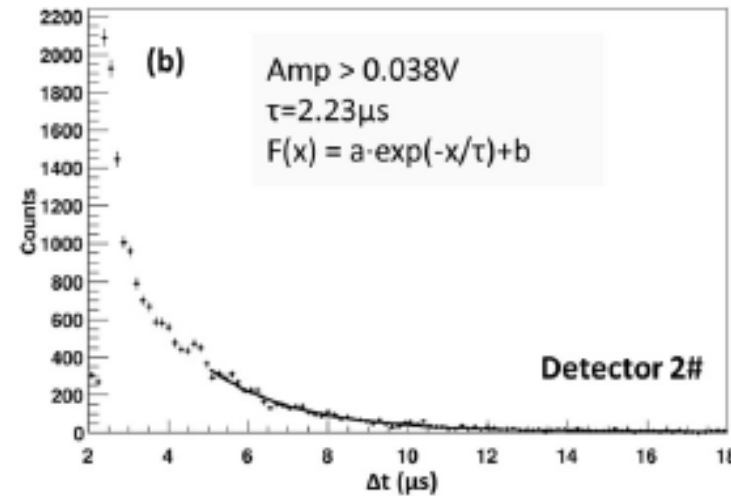 2200
2000
1800
1600
1400
1200
1000
800
600
400
200
0
Counts
(b)
Amp > 0.038V
τ=2.23μs
F(x) = a·exp(-x/τ)+b
Detector 2#
2 4 6 8 10 12 14 16 18
Δt (μs)